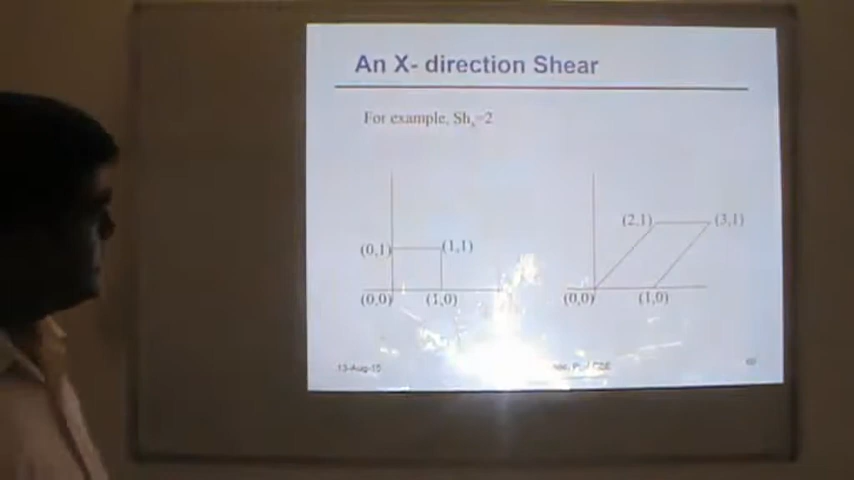 An X- direction Shear
For example, Shx=2
(0,1) (1,1)
(0,0) (1,0)
(2,1) (3,1)
(0,0) (1,0)
13-Aug-15